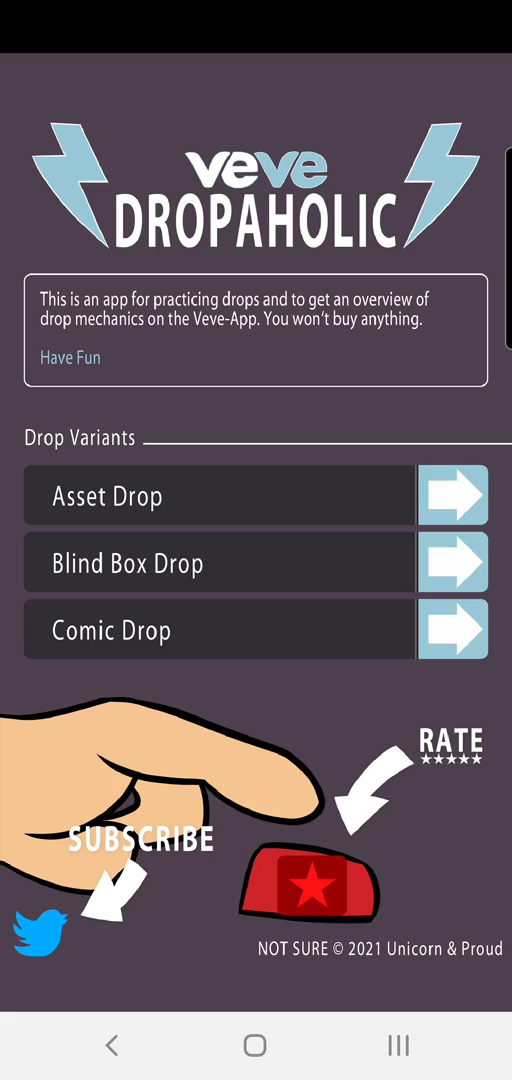 veve
DROPAHOLIC
This is an app for practicing drops and to get an overview of
drop mechanics on the Veve-App. You won't buy anything.
Have Fun
Drop Variants
Asset Drop
Blind Box Drop
Comic Drop
RATE
SUBSCRIBE
NOT SURE © 2021 Unicorn & Proud